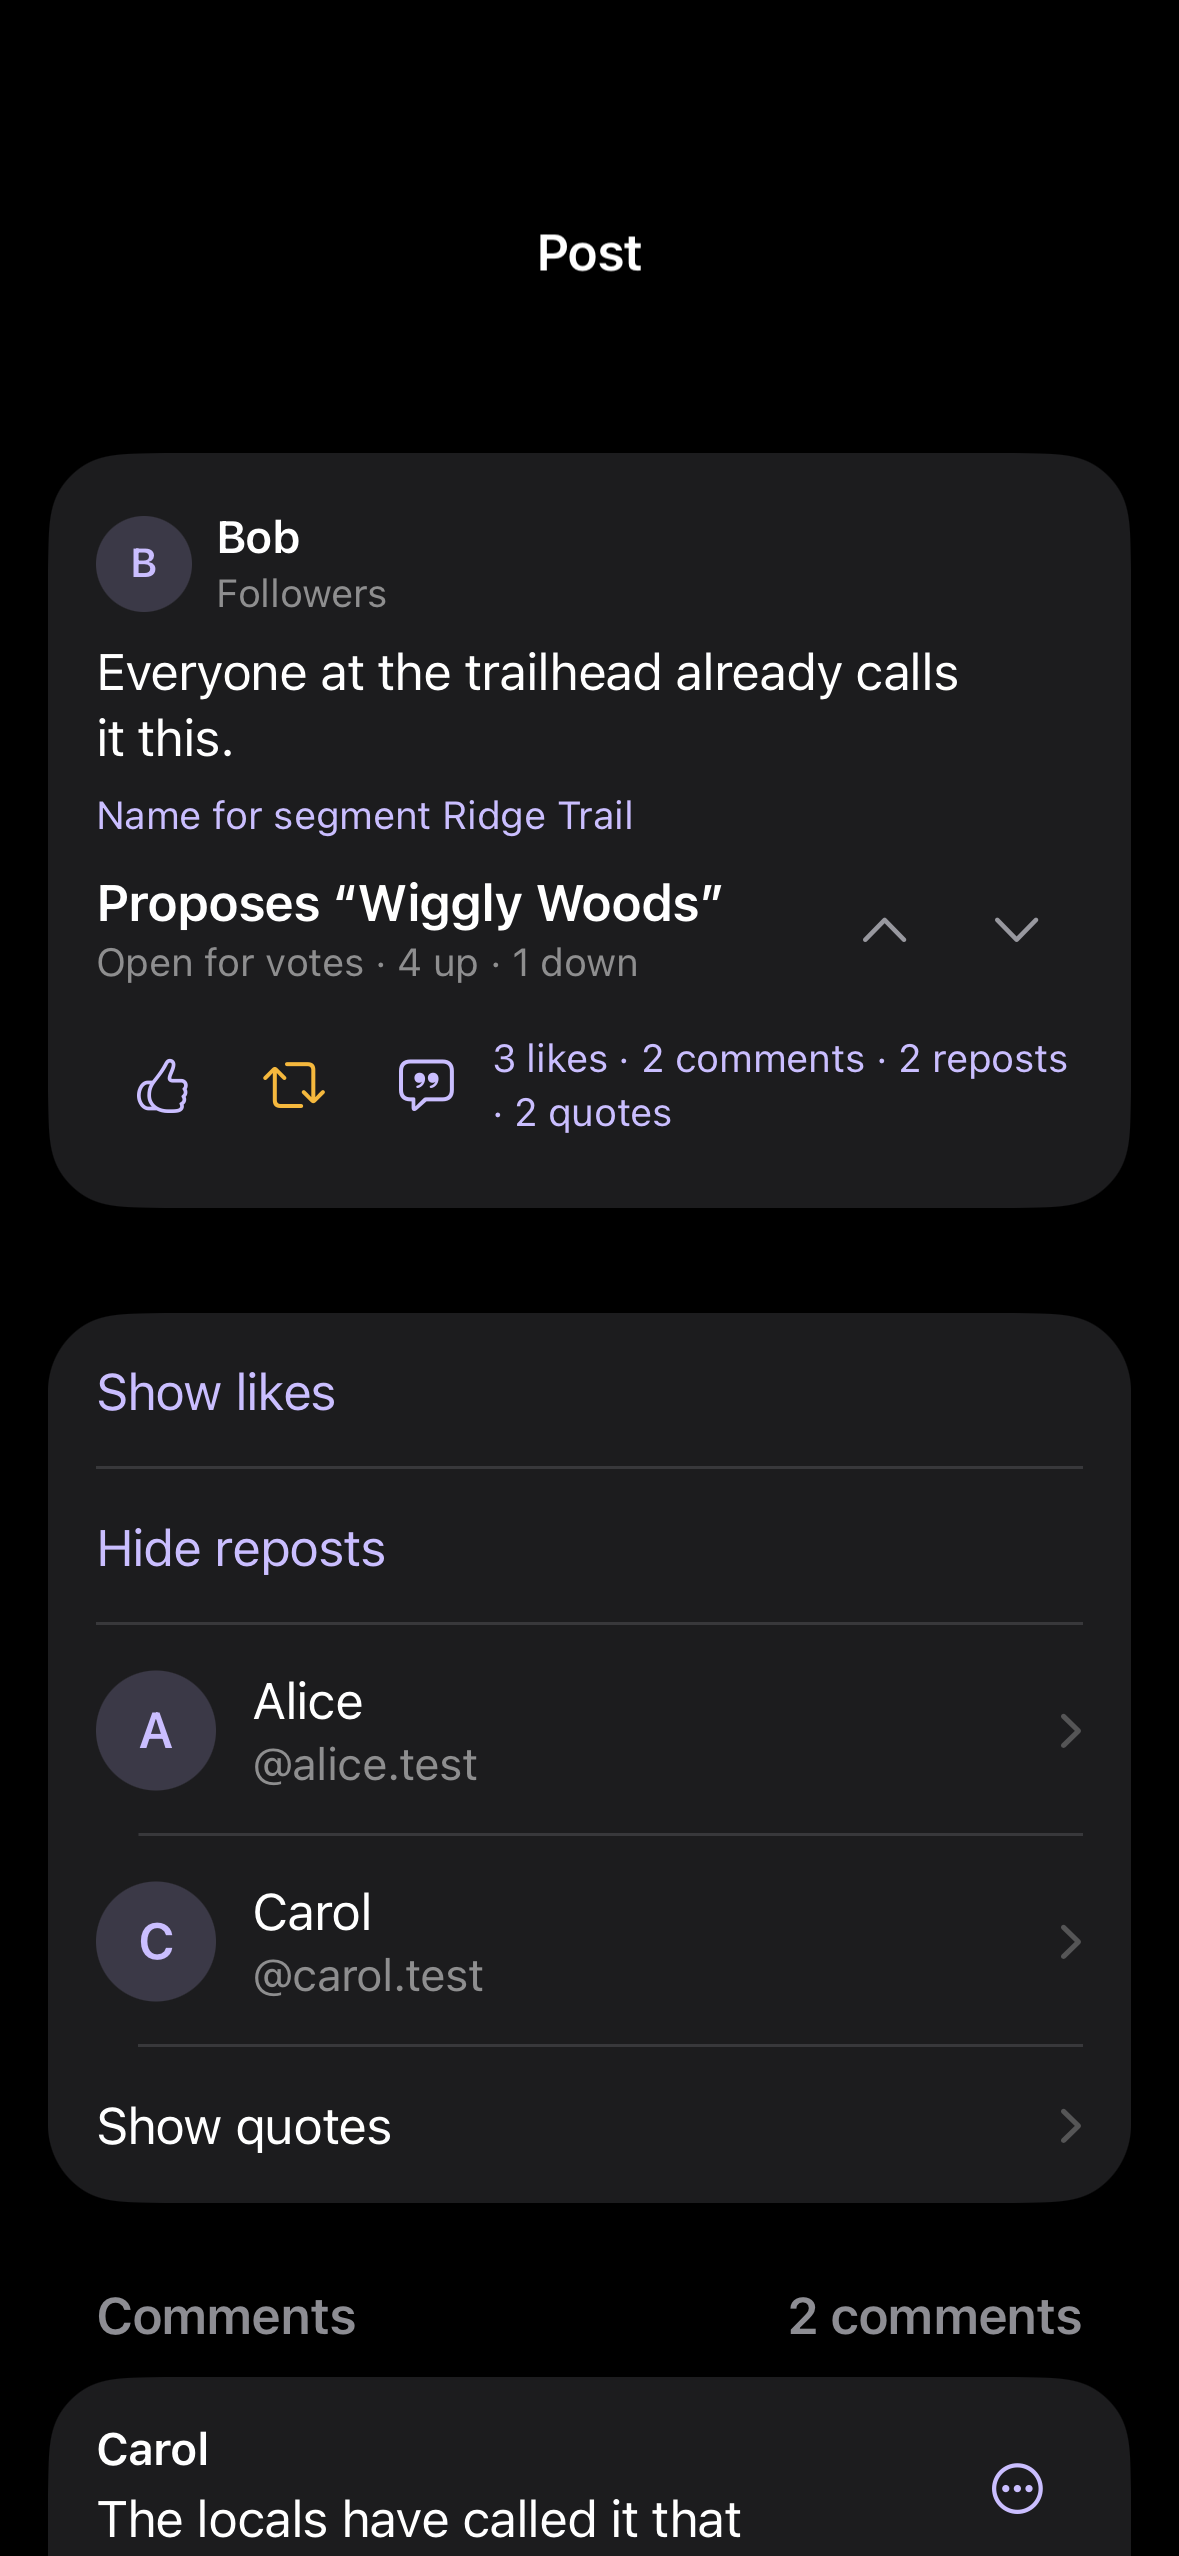 Post
B
Bob
Followers
Everyone at the trailhead already calls
it this.
Name for segment Ridge Trail
Proposes “Wiggly Woods”
Open for votes · 4 up · 1 down
3 likes · 2 comments · 2 reposts
· 2 quotes
Show likes
Hide reposts
A
Alice
@alice.test
C
Carol
@carol.test
Show quotes
Comments 2 comments
Carol
The locals have called it that